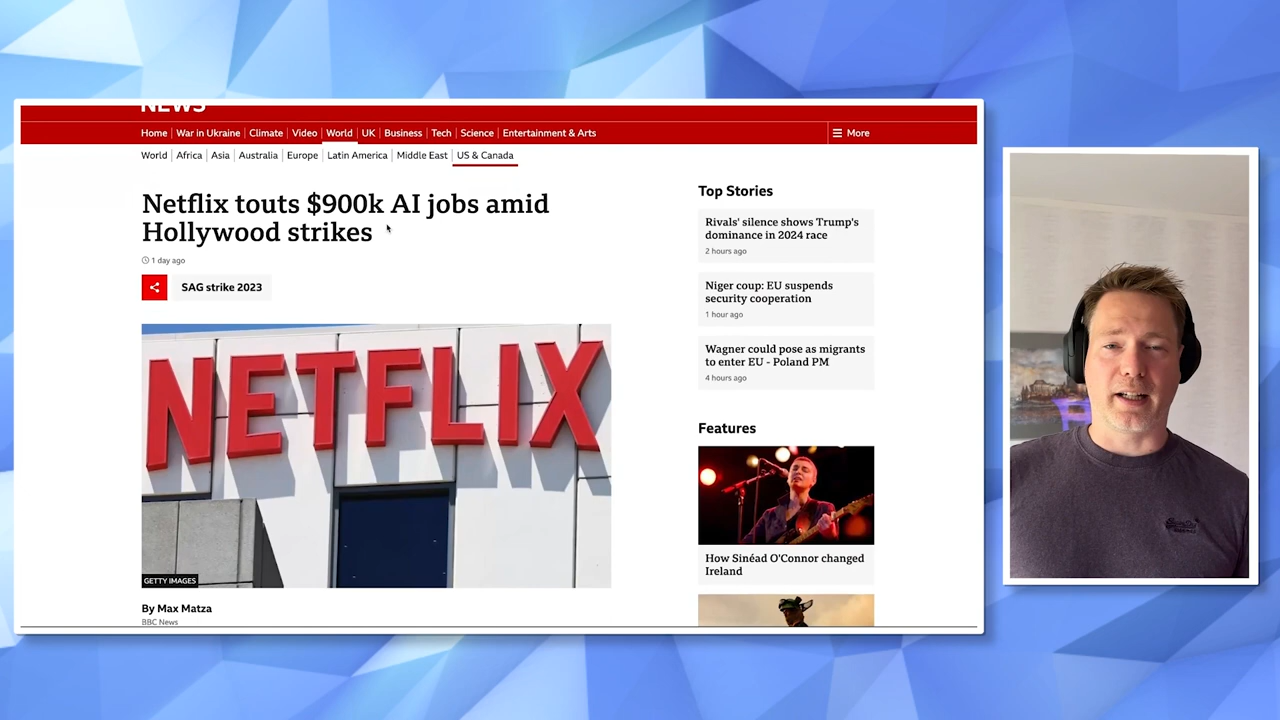 NEWS
Home War in Ukraine Climate Video World UK Business Tech Science Entertainment & Arts More
World Africa Asia Australia Europe Latin America Middle East US & Canada
Netflix touts $900k AI jobs amid
Hollywood strikes
1 day ago
SAG strike 2023
NETFLIX
GETTY IMAGES
By Max Matza
BBC News
Top Stories
Rivals' silence shows Trump's
dominance in 2024 race
2 hours ago
Niger coup: EU suspends
security cooperation
1 hour ago
Wagner could pose as migrants
to enter EU - Poland PM
4 hours ago
Features
How Sinéad O'Connor changed
Ireland